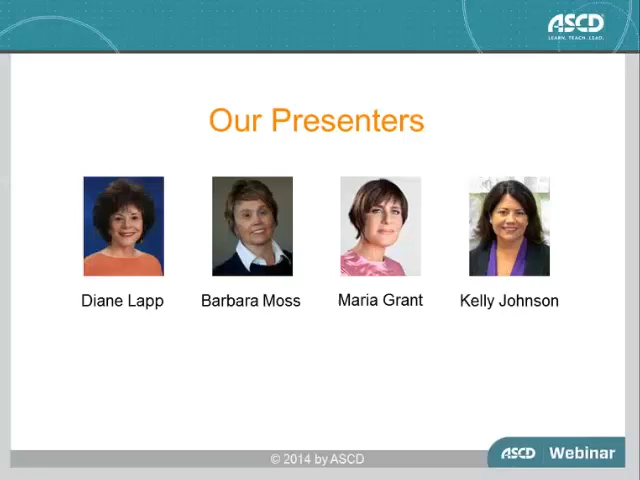 ASCD
LEARN. TEACH. LEAD.
Our Presenters
Diane Lapp
Barbara Moss
Maria Grant
Kelly Johnson
© 2014 by ASCD
ASCD Webinar